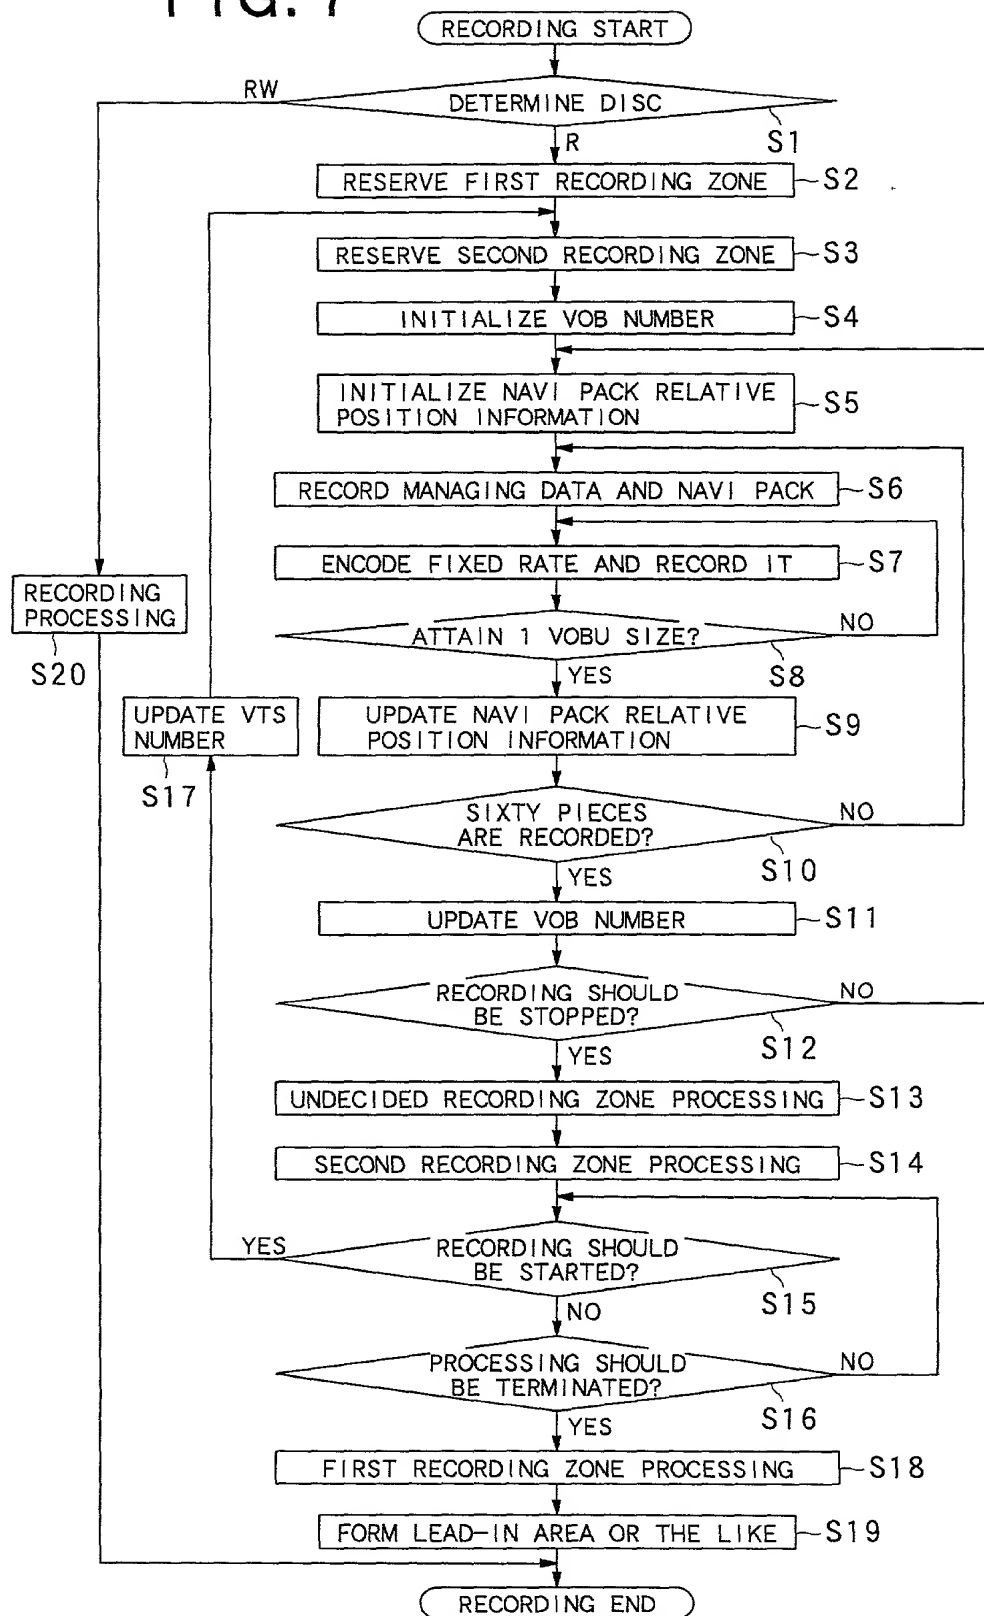 FIG. 7
RECORDING START
RW
DETERMINE DISC
S1
R
RESERVE FIRST RECORDING ZONE
S2
RESERVE SECOND RECORDING ZONE
S3
INITIALIZE VOB NUMBER
S4
INITIALIZE NAVI PACK RELATIVE
POSITION INFORMATION
S5
RECORD MANAGING DATA AND NAVI PACK
S6
ENCODE FIXED RATE AND RECORD IT
S7
RECORDING
PROCESSING
S20
ATTAIN 1 VOBU SIZE?
NO
S8
YES
UPDATE VTS
NUMBER
S17
UPDATE NAVI PACK RELATIVE
POSITION INFORMATION
S9
SIXTY PIECES
ARE RECORDED?
NO
S10
YES
UPDATE VOB NUMBER
S11
RECORDING SHOULD
BE STOPPED?
NO
S12
YES
UNDECIDED RECORDING ZONE PROCESSING
S13
SECOND RECORDING ZONE PROCESSING
S14
YES
RECORDING SHOULD
BE STARTED?
S15
NO
PROCESSING SHOULD
BE TERMINATED?
NO
S16
YES
FIRST RECORDING ZONE PROCESSING
S18
FORM LEAD-IN AREA OR THE LIKE
S19
RECORDING END